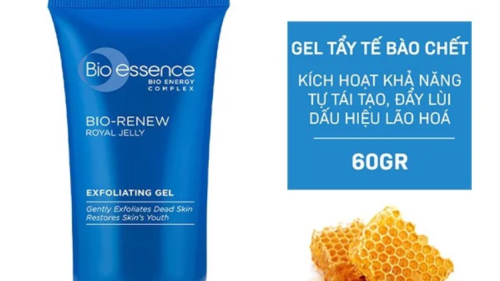 Bio essence
BIO ENERGY
COMPLEX
BIO-RENEW
ROYAL JELLY
EXFOLIATING GEL
Gently Exfoliates Dead Skin
Restores Skin's Youth
GEL TẨY TẾ BÀO CHẾT
KÍCH HOẠT KHẢ NĂNG
TỰ TÁI TẠO, ĐẨY LÙI
DẤU HIỆU LÃO HOÁ
60GR